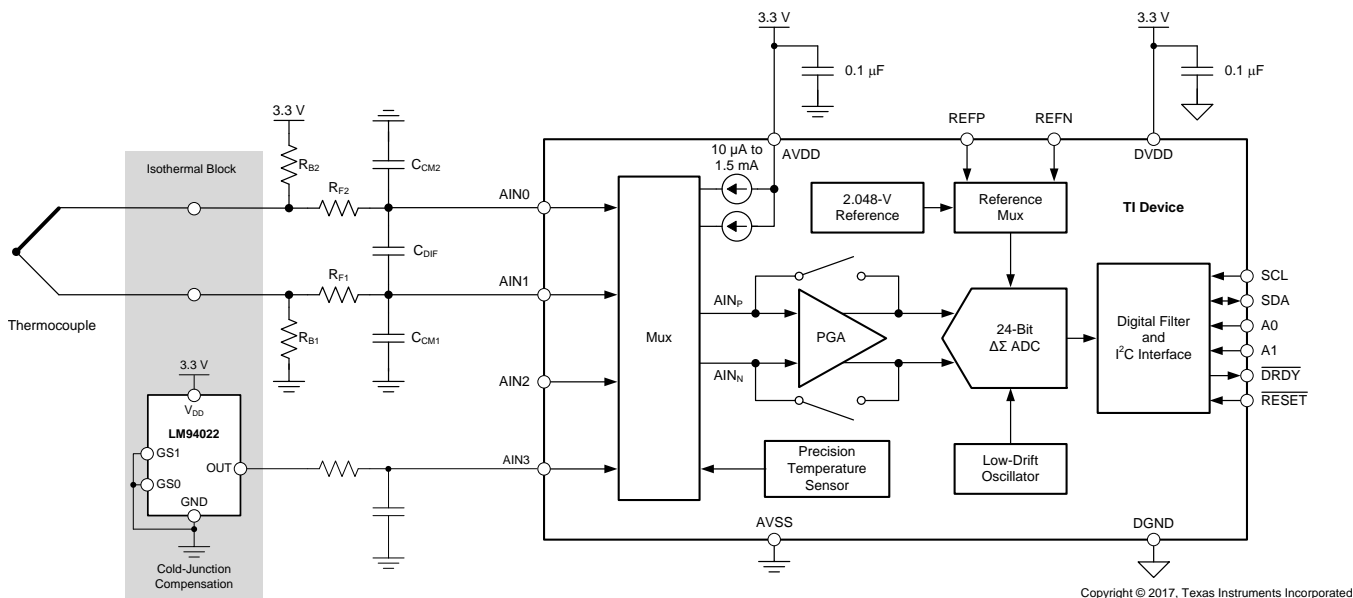 3.3 V
0.1 μF
3.3 V
0.1 μF
3.3 V
REFP
REFN
AVDD
DVDD
Isothermal Block
R_B2
R_F2
C_CM2
10 μA to
1.5 mA
AIN0
2.048-V
Reference
Reference
Mux
TI Device
C_DIF
R_F1
AIN1
Thermocouple
R_B1
C_CM1
Mux
AIN_P
PGA
AIN_N
24-Bit
ΔΣ ADC
Digital Filter
and
I²C Interface
SCL
SDA
A0
A1
DRDY
RESET
3.3 V
V_DD
LM94022
GS1
GS0
OUT
GND
AIN2
AIN3
Precision
Temperature
Sensor
Low-Drift
Oscillator
AVSS
DGND
Cold-Junction
Compensation
Copyright © 2017, Texas Instruments Incorporated